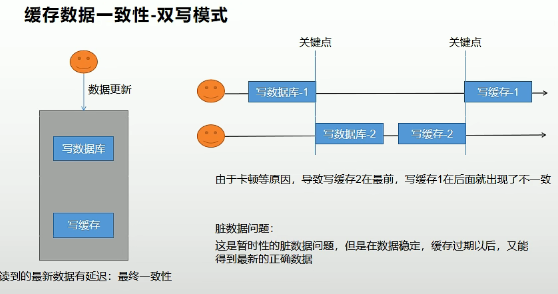 缓存数据一致性-双写模式
数据更新
写数据库
写缓存
读到的最新数据有延迟：最终一致性
关键点
关键点
写数据库-1
写缓存-1
写数据库-2
写缓存-2
由于卡顿等原因，导致写缓存2在最前，写缓存1在后面就出现了不一致
脏数据问题：
这是暂时性的脏数据问题，但是在数据稳定，缓存过期以后，又能
得到最新的正确数据